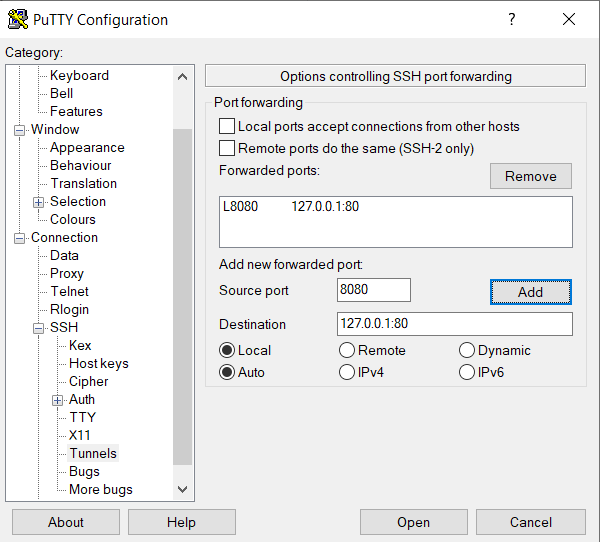 PuTTY Configuration
?
Category:
Keyboard
Bell
Features
Window
Appearance
Behaviour
Translation
Selection
Colours
Connection
Data
Proxy
Telnet
Rlogin
SSH
Kex
Host keys
Cipher
Auth
TTY
X11
Tunnels
Bugs
More bugs
Options controlling SSH port forwarding
Port forwarding
Local ports accept connections from other hosts
Remote ports do the same (SSH-2 only)
Forwarded ports:
Remove
L8080 127.0.0.1:80
Add new forwarded port:
Source port 8080 Add
Destination 127.0.0.1:80
Local Remote Dynamic
Auto IPv4 IPv6
About Help Open Cancel